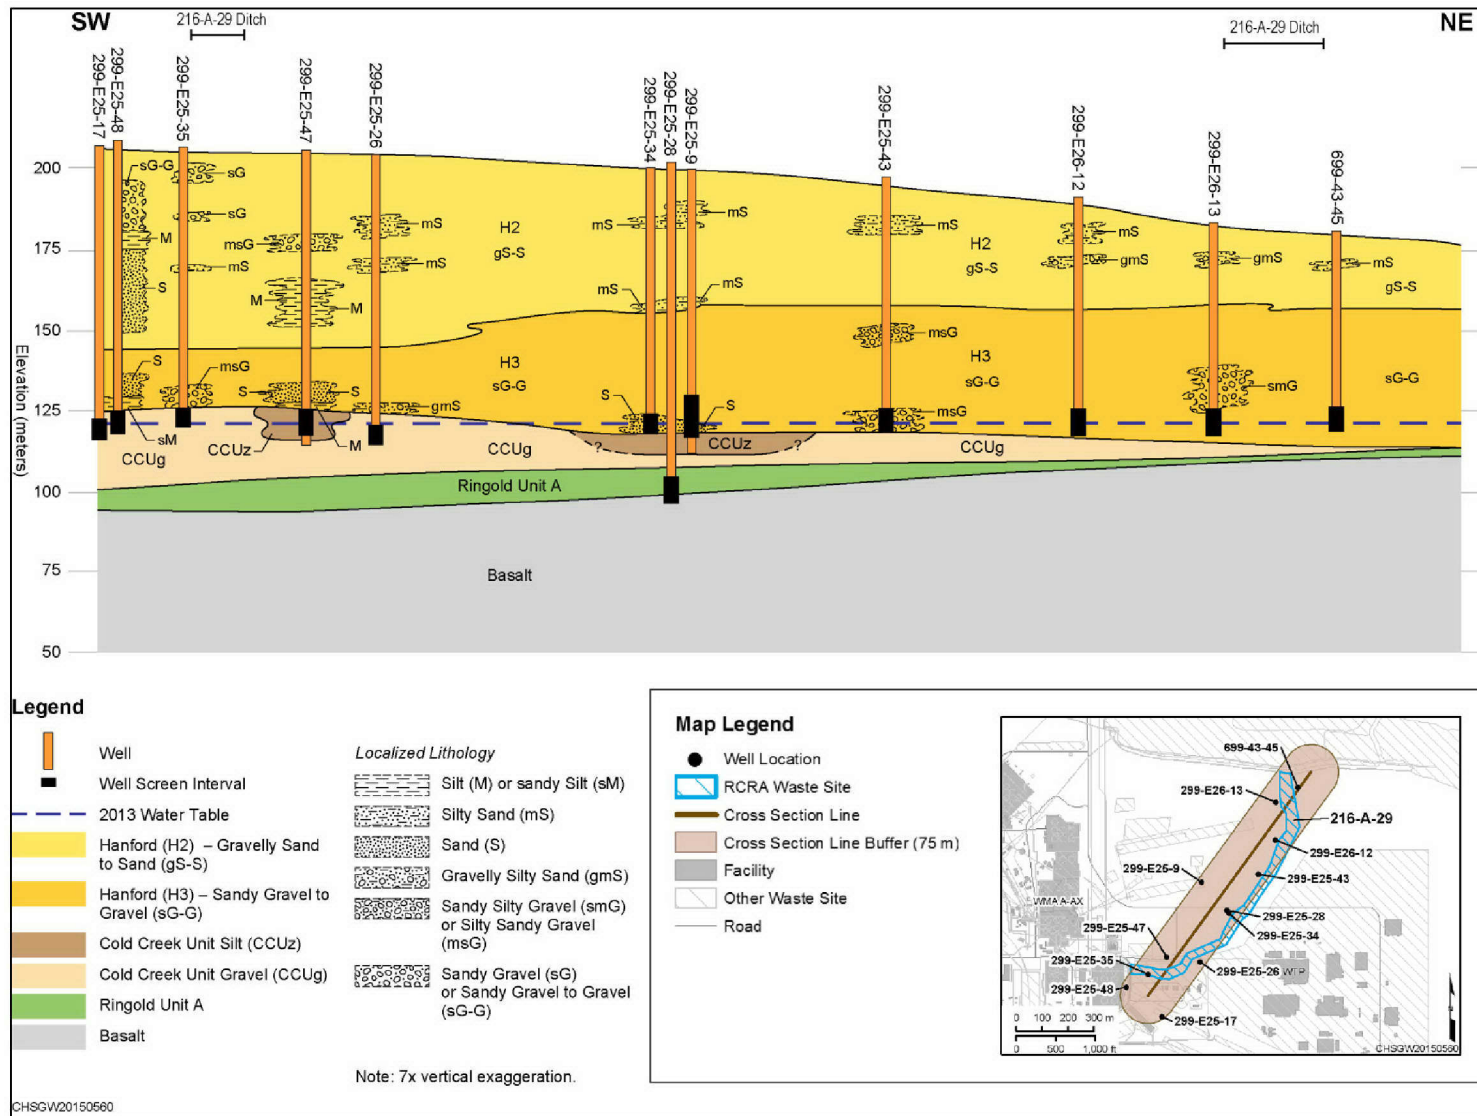 SW
216-A-29 Ditch
216-A-29 Ditch
NE
299-E25-17
299-E25-48
299-E25-35
299-E25-47
299-E25-26
299-E25-34
299-E25-28
299-E25-9
299-E25-43
299-E26-12
299-E26-13
699-43-45
Elevation (meters)
200
175
150
125
100
75
50
sG-G
sG
sG
M
mS
S
msG
M
M
mS
mS
H2
gS-S
mS
mS
mS
mS
mS
H2
gS-S
mS
gmS
gmS
mS
gS-S
S
msG
S
S
gmS
H3
sG-G
S
S
msG
msG
H3
sG-G
smG
sG-G
sM
CCUg
CCUz
M
CCUg
?
CCUz
?
CCUg
Ringold Unit A
Basalt
Legend
Well
Well Screen Interval
2013 Water Table
Hanford (H2) – Gravelly Sand
to Sand (gS-S)
Hanford (H3) – Sandy Gravel to
Gravel (sG-G)
Cold Creek Unit Silt (CCUz)
Cold Creek Unit Gravel (CCUg)
Ringold Unit A
Basalt
Localized Lithology
Silt (M) or sandy Silt (sM)
Silty Sand (mS)
Sand (S)
Gravelly Silty Sand (gmS)
Sandy Silty Gravel (smG)
or Silty Sandy Gravel
(msG)
Sandy Gravel (sG)
or Sandy Gravel to Gravel
(sG-G)
Note: 7x vertical exaggeration.
CHSGW20150560
Map Legend
Well Location
RCRA Waste Site
Cross Section Line
Cross Section Line Buffer (75 m)
Facility
Other Waste Site
Road
699-43-45
299-E26-13
216-A-29
299-E26-12
299-E25-9
299-E25-43
WMA A-AX
299-E25-28
299-E25-34
299-E25-47
299-E25-35
299-E25-26
WTP
299-E25-48
299-E25-17
0 100 200 300 m
0 500 1,000 ft
CHSGW20150560